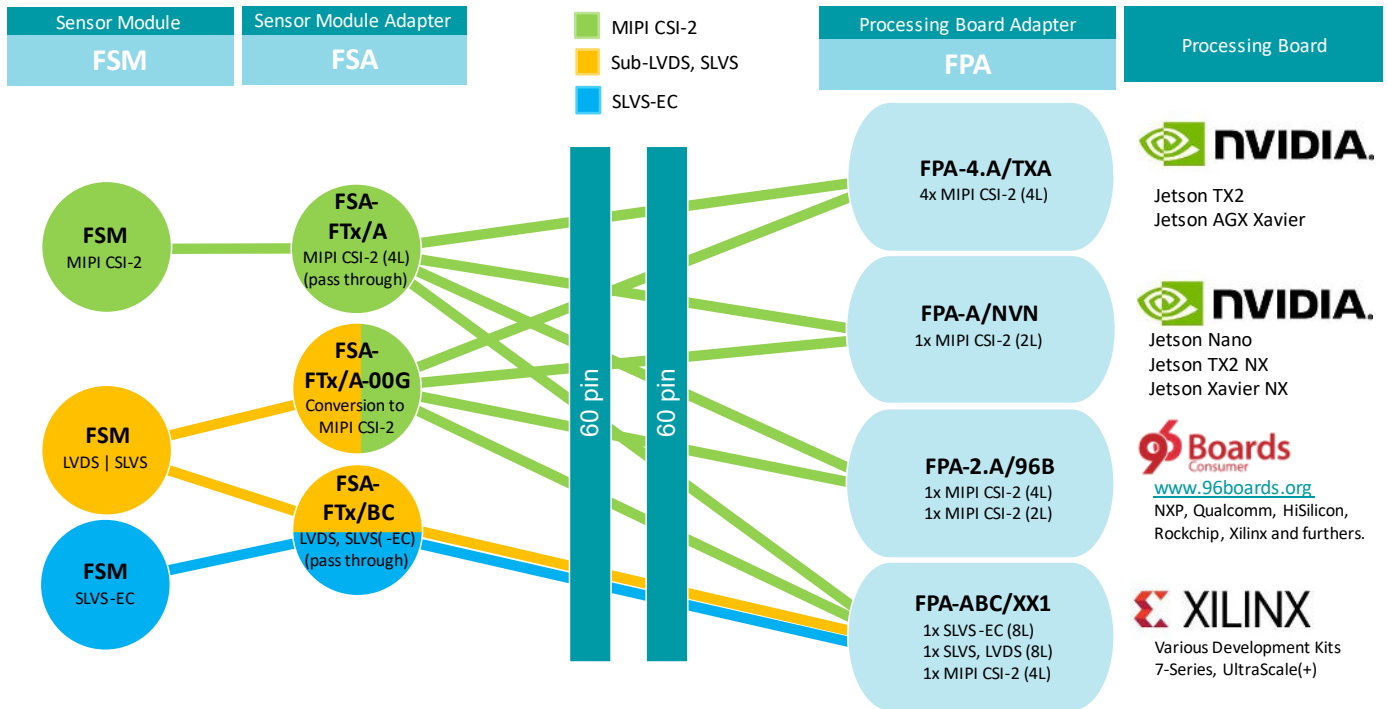 Sensor Module
FSM
Sensor Module Adapter
FSA
MIPI CSI-2
Sub-LVDS, SLVS
SLVS-EC
Processing Board Adapter
FPA
Processing Board
FSM
MIPI CSI-2
FSM
LVDS | SLVS
FSM
SLVS-EC
FSA-
FTx/A
MIPI CSI-2 (4L)
(pass through)
FSA-
FTx/A-00G
Conversion to
MIPI CSI-2
FSA-
FTx/BC
LVDS, SLVS( -EC)
(pass through)
60 pin
60 pin
FPA-4.A/TXA
4x MIPI CSI-2 (4L)
FPA-A/NVN
1x MIPI CSI-2 (2L)
FPA-2.A/96B
1x MIPI CSI-2 (4L)
1x MIPI CSI-2 (2L)
FPA-ABC/XX1
1x SLVS-EC (8L)
1x SLVS, LVDS (8L)
1x MIPI CSI-2 (4L)
NVIDIA.
Jetson TX2
Jetson AGX Xavier
NVIDIA.
Jetson Nano
Jetson TX2 NX
Jetson Xavier NX
96 Boards
Consumer
www.96boards.org
NXP, Qualcomm, HiSilicon,
Rockchip, Xilinx and furthers.
XILINX
Various Development Kits
7-Series, UltraScale(+)